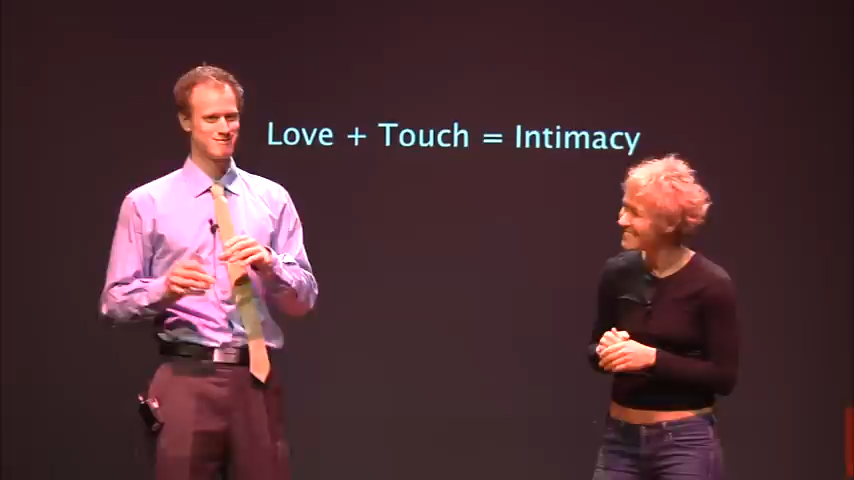 Love + Touch = Intimacy